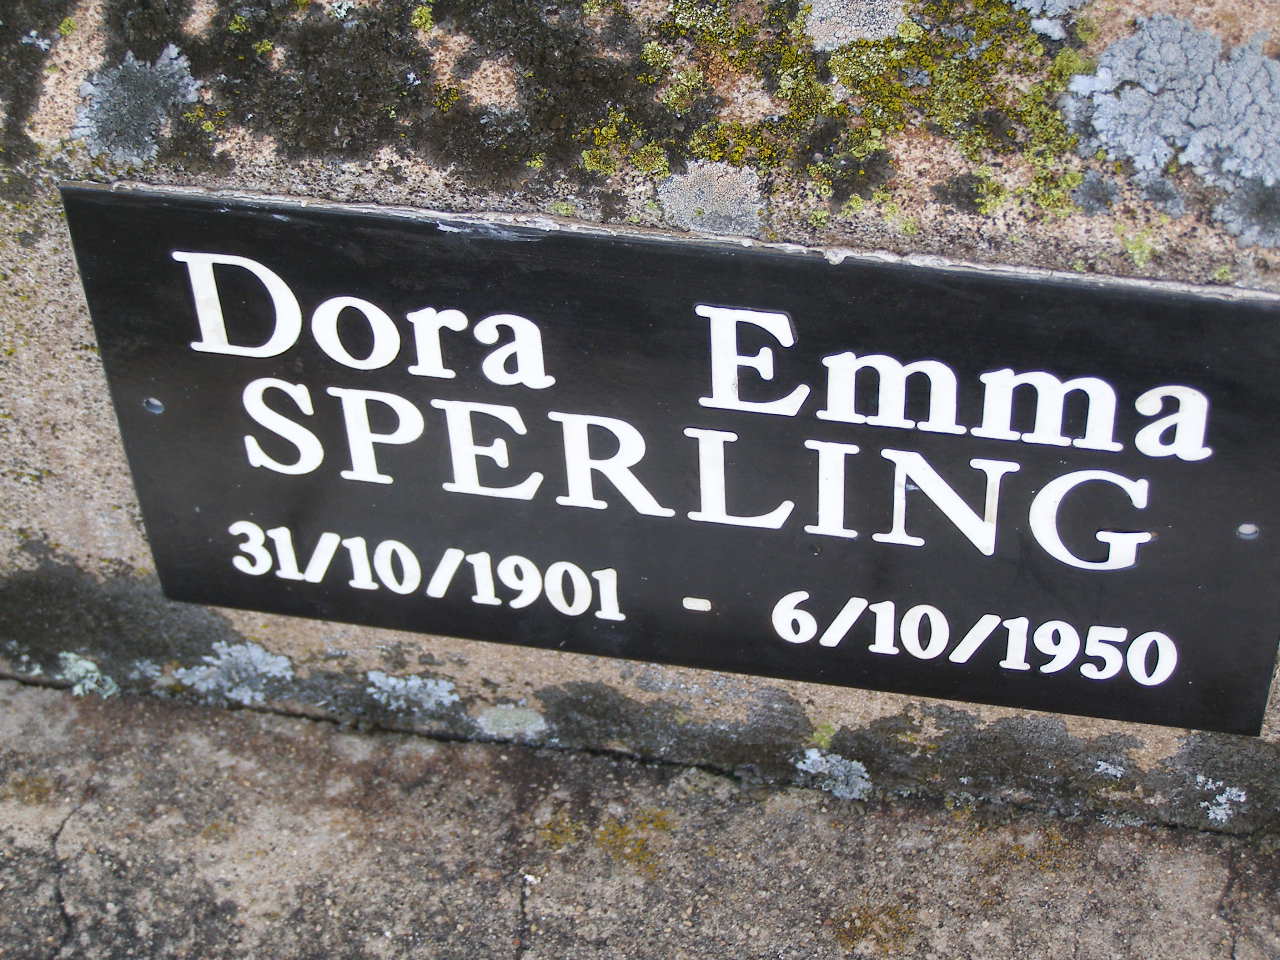 Dora Emma
SPERLING
31/10/1901 - 6/10/1950